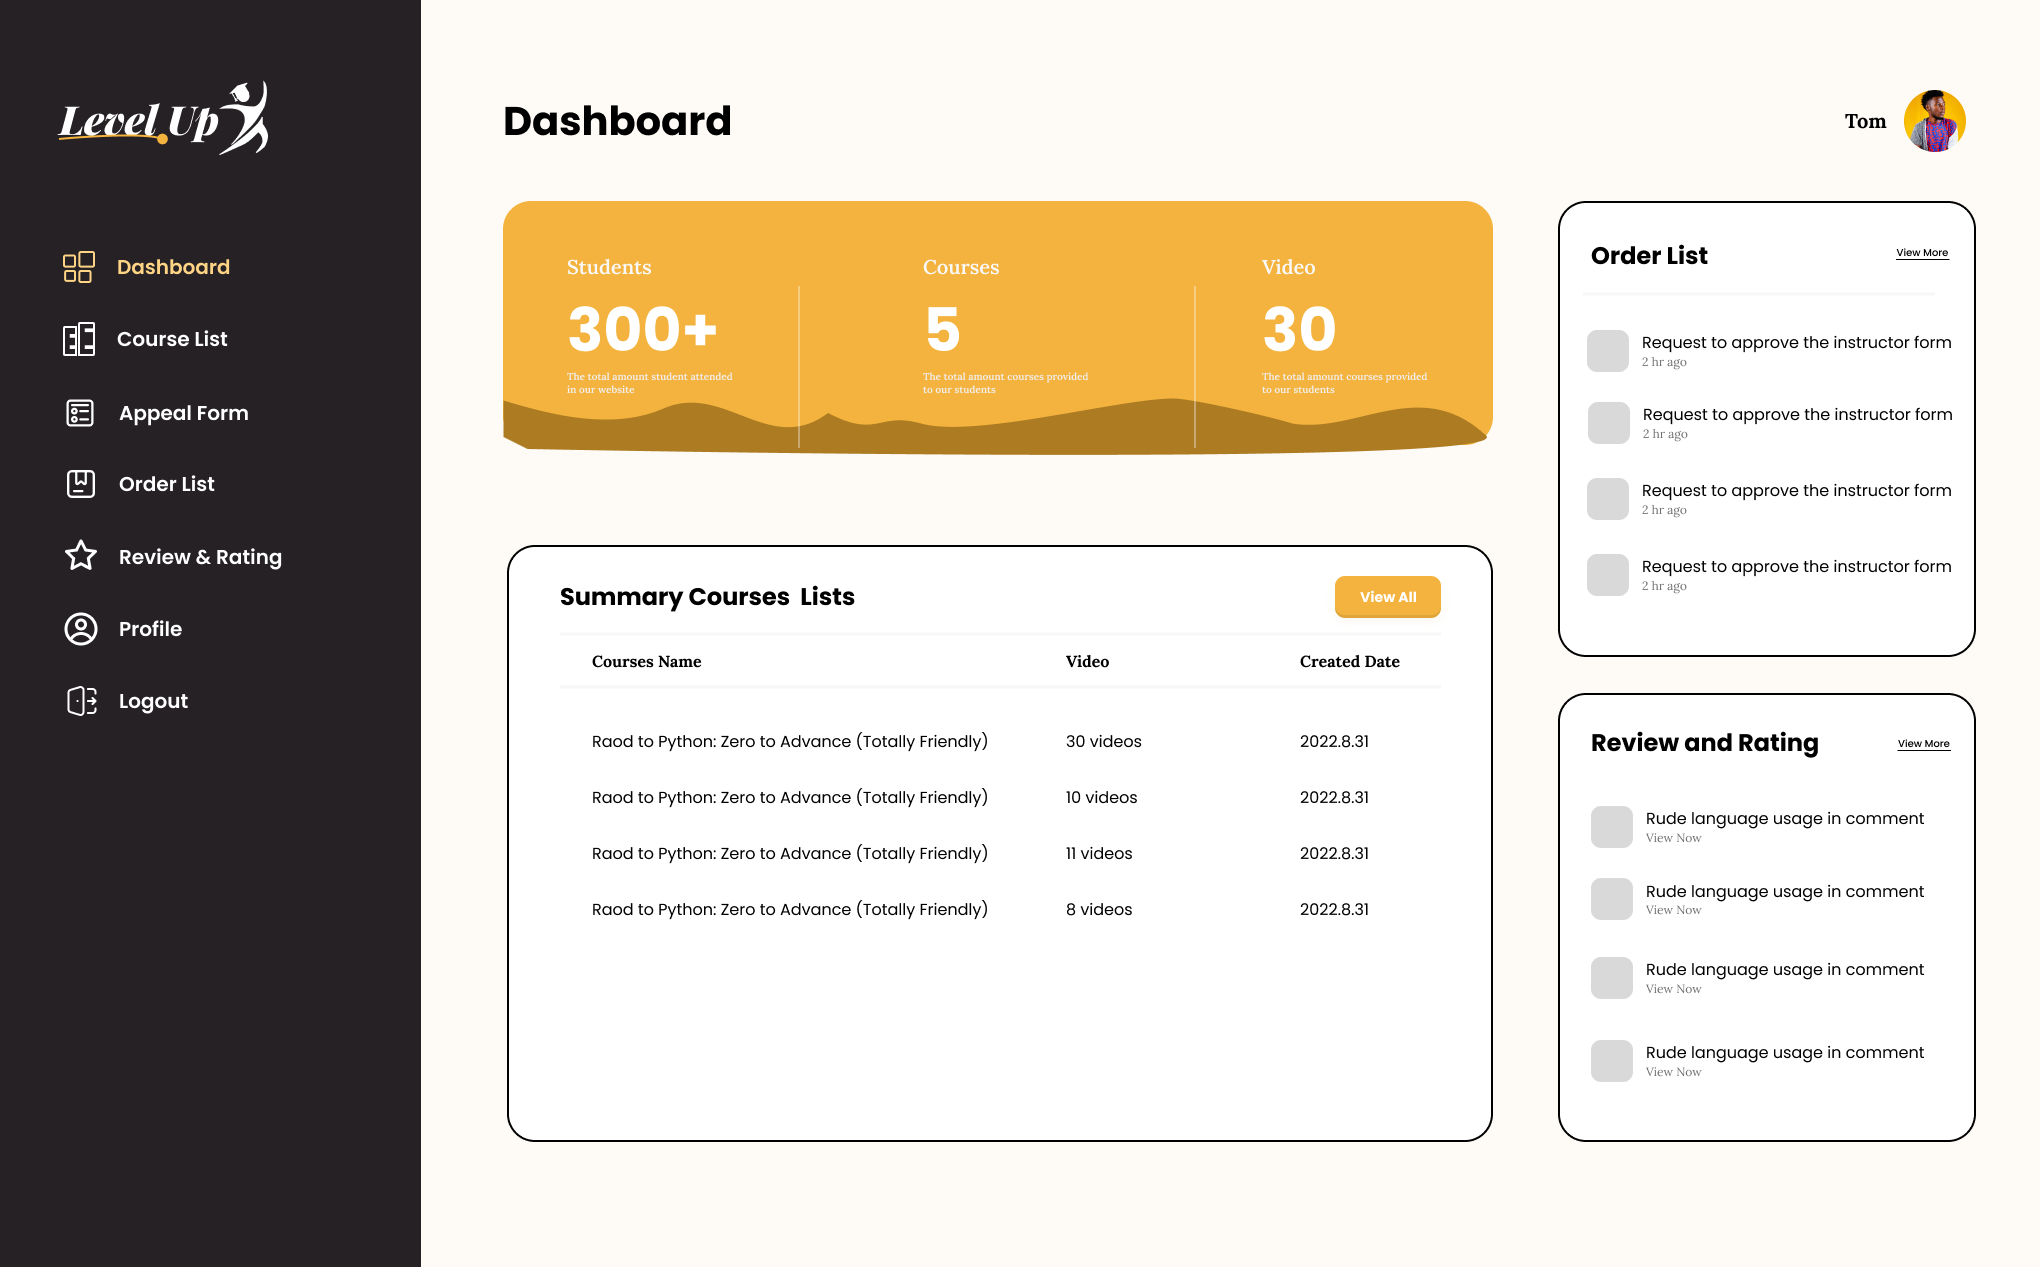 Level Up
Dashboard
Course List
Appeal Form
Order List
Review & Rating
Profile
Logout
Dashboard
Tom
Students
300+
The total amount student attended
in our website
Courses
5
The total amount courses provided
to our students
Video
30
The total amount courses provided
to our students
Summary Courses Lists
View All
Courses Name Video Created Date
Raod to Python: Zero to Advance (Totally Friendly) 30 videos 2022.8.31
Raod to Python: Zero to Advance (Totally Friendly) 10 videos 2022.8.31
Raod to Python: Zero to Advance (Totally Friendly) 11 videos 2022.8.31
Raod to Python: Zero to Advance (Totally Friendly) 8 videos 2022.8.31
Order List
View More
Request to approve the instructor form
2 hr ago
Request to approve the instructor form
2 hr ago
Request to approve the instructor form
2 hr ago
Request to approve the instructor form
2 hr ago
Review and Rating
View More
Rude language usage in comment
View Now
Rude language usage in comment
View Now
Rude language usage in comment
View Now
Rude language usage in comment
View Now